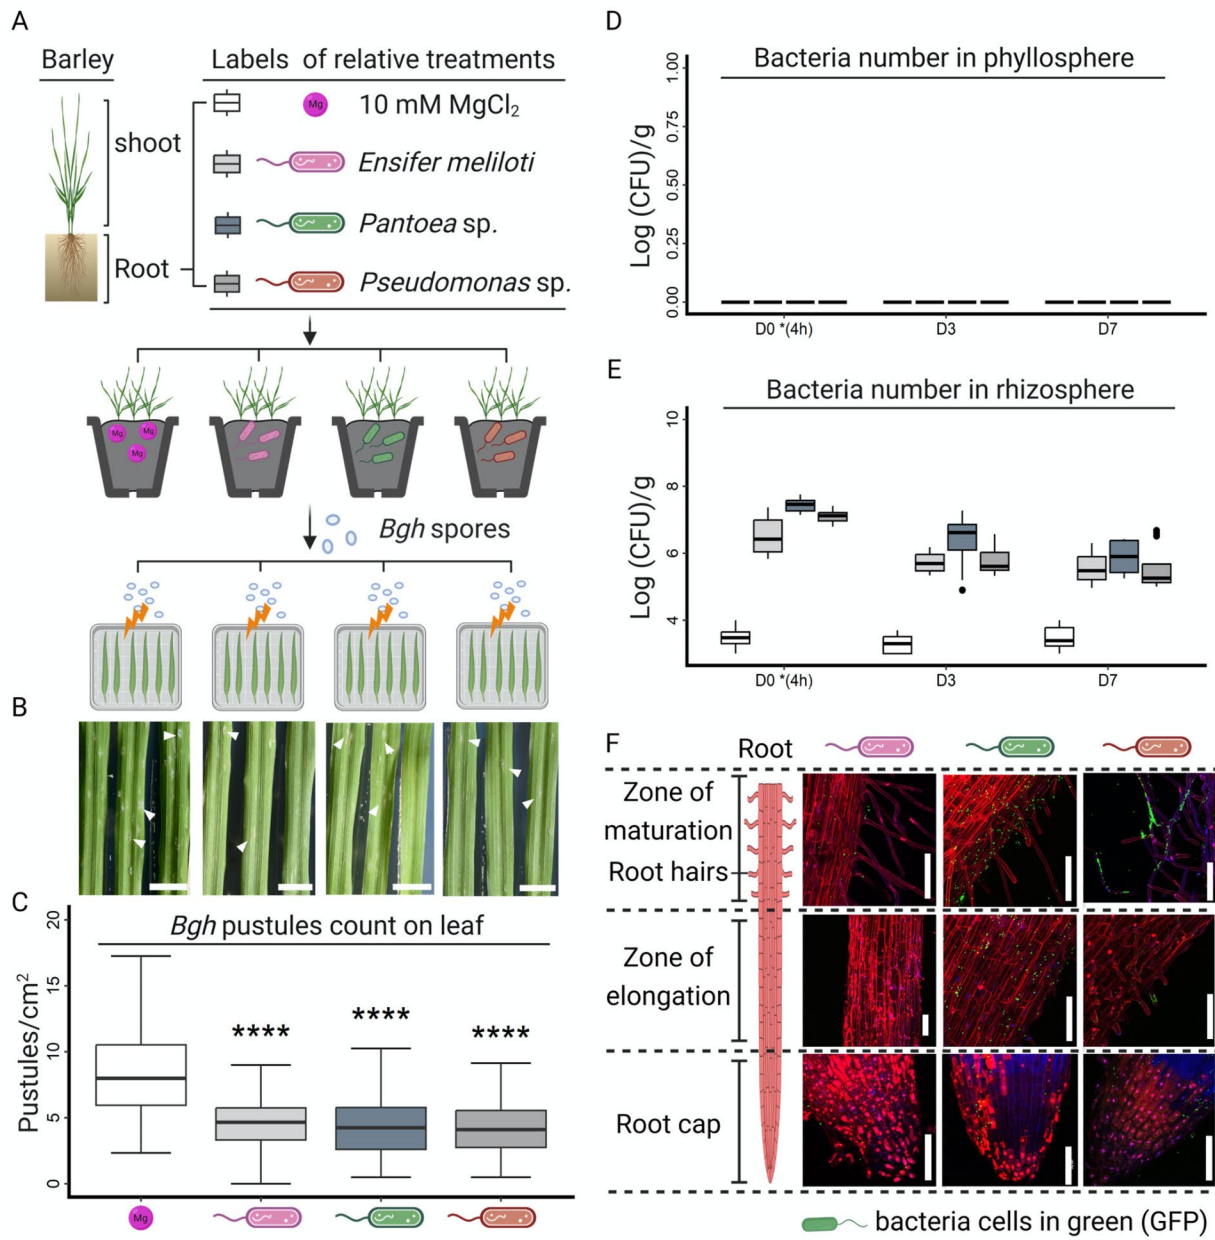 A
Barley
Labels of relative treatments
shoot
Root
Mg
10 mM MgCl₂
Ensifer meliloti
Pantoea sp.
Pseudomonas sp.
Mg
Mg
Mg
Bgh spores
B
C
Bgh pustules count on leaf
****
****
****
Pustules/cm²
20
15
10
5
0
Mg
D
Bacteria number in phyllosphere
Log (CFU)/g
1.00
0.75
0.50
0.25
0.00
D0 *(4h)
D3
D7
E
Bacteria number in rhizosphere
Log (CFU)/g
10
8
6
4
D0 *(4h)
D3
D7
F
Root
Zone of
maturation
Root hairs
Zone of
elongation
Root cap
bacteria cells in green (GFP)